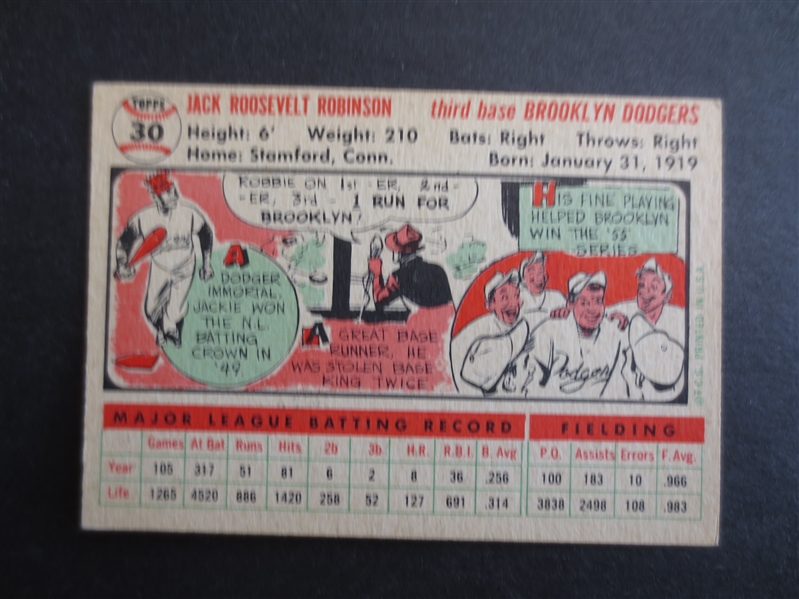 TOPPS
30
JACK ROOSEVELT ROBINSON third base BROOKLYN DODGERS
Height: 6' Weight: 210 Bats: Right Throws: Right
Home: Stamford, Conn. Born: January 31, 1919
ROBBIE ON 1st-ER, 2nd-
-ER, 3rd - 1 RUN FOR
BROOKLYN!
A
DODGER
IMMORTAL,
JACKIE WON
THE N.L.
BATTING
CROWN IN
'49
A GREAT BASE
RUNNER, HE
WAS STOLEN BASE
KING TWICE
HIS FINE PLAYING
HELPED BROOKLYN
WIN THE '55
SERIES
Dodgers
MAJOR LEAGUE BATTING RECORD FIELDING
Games At Bat Runs Hits 2b 3b H.R. R.B.I. B. Avg P.O. Assists Errors F. Avg.
Year 105 317 51 81 6 2 8 36 .256 100 183 10 .966
Life 1265 4520 886 1420 258 52 127 691 .314 3838 2498 108 .983